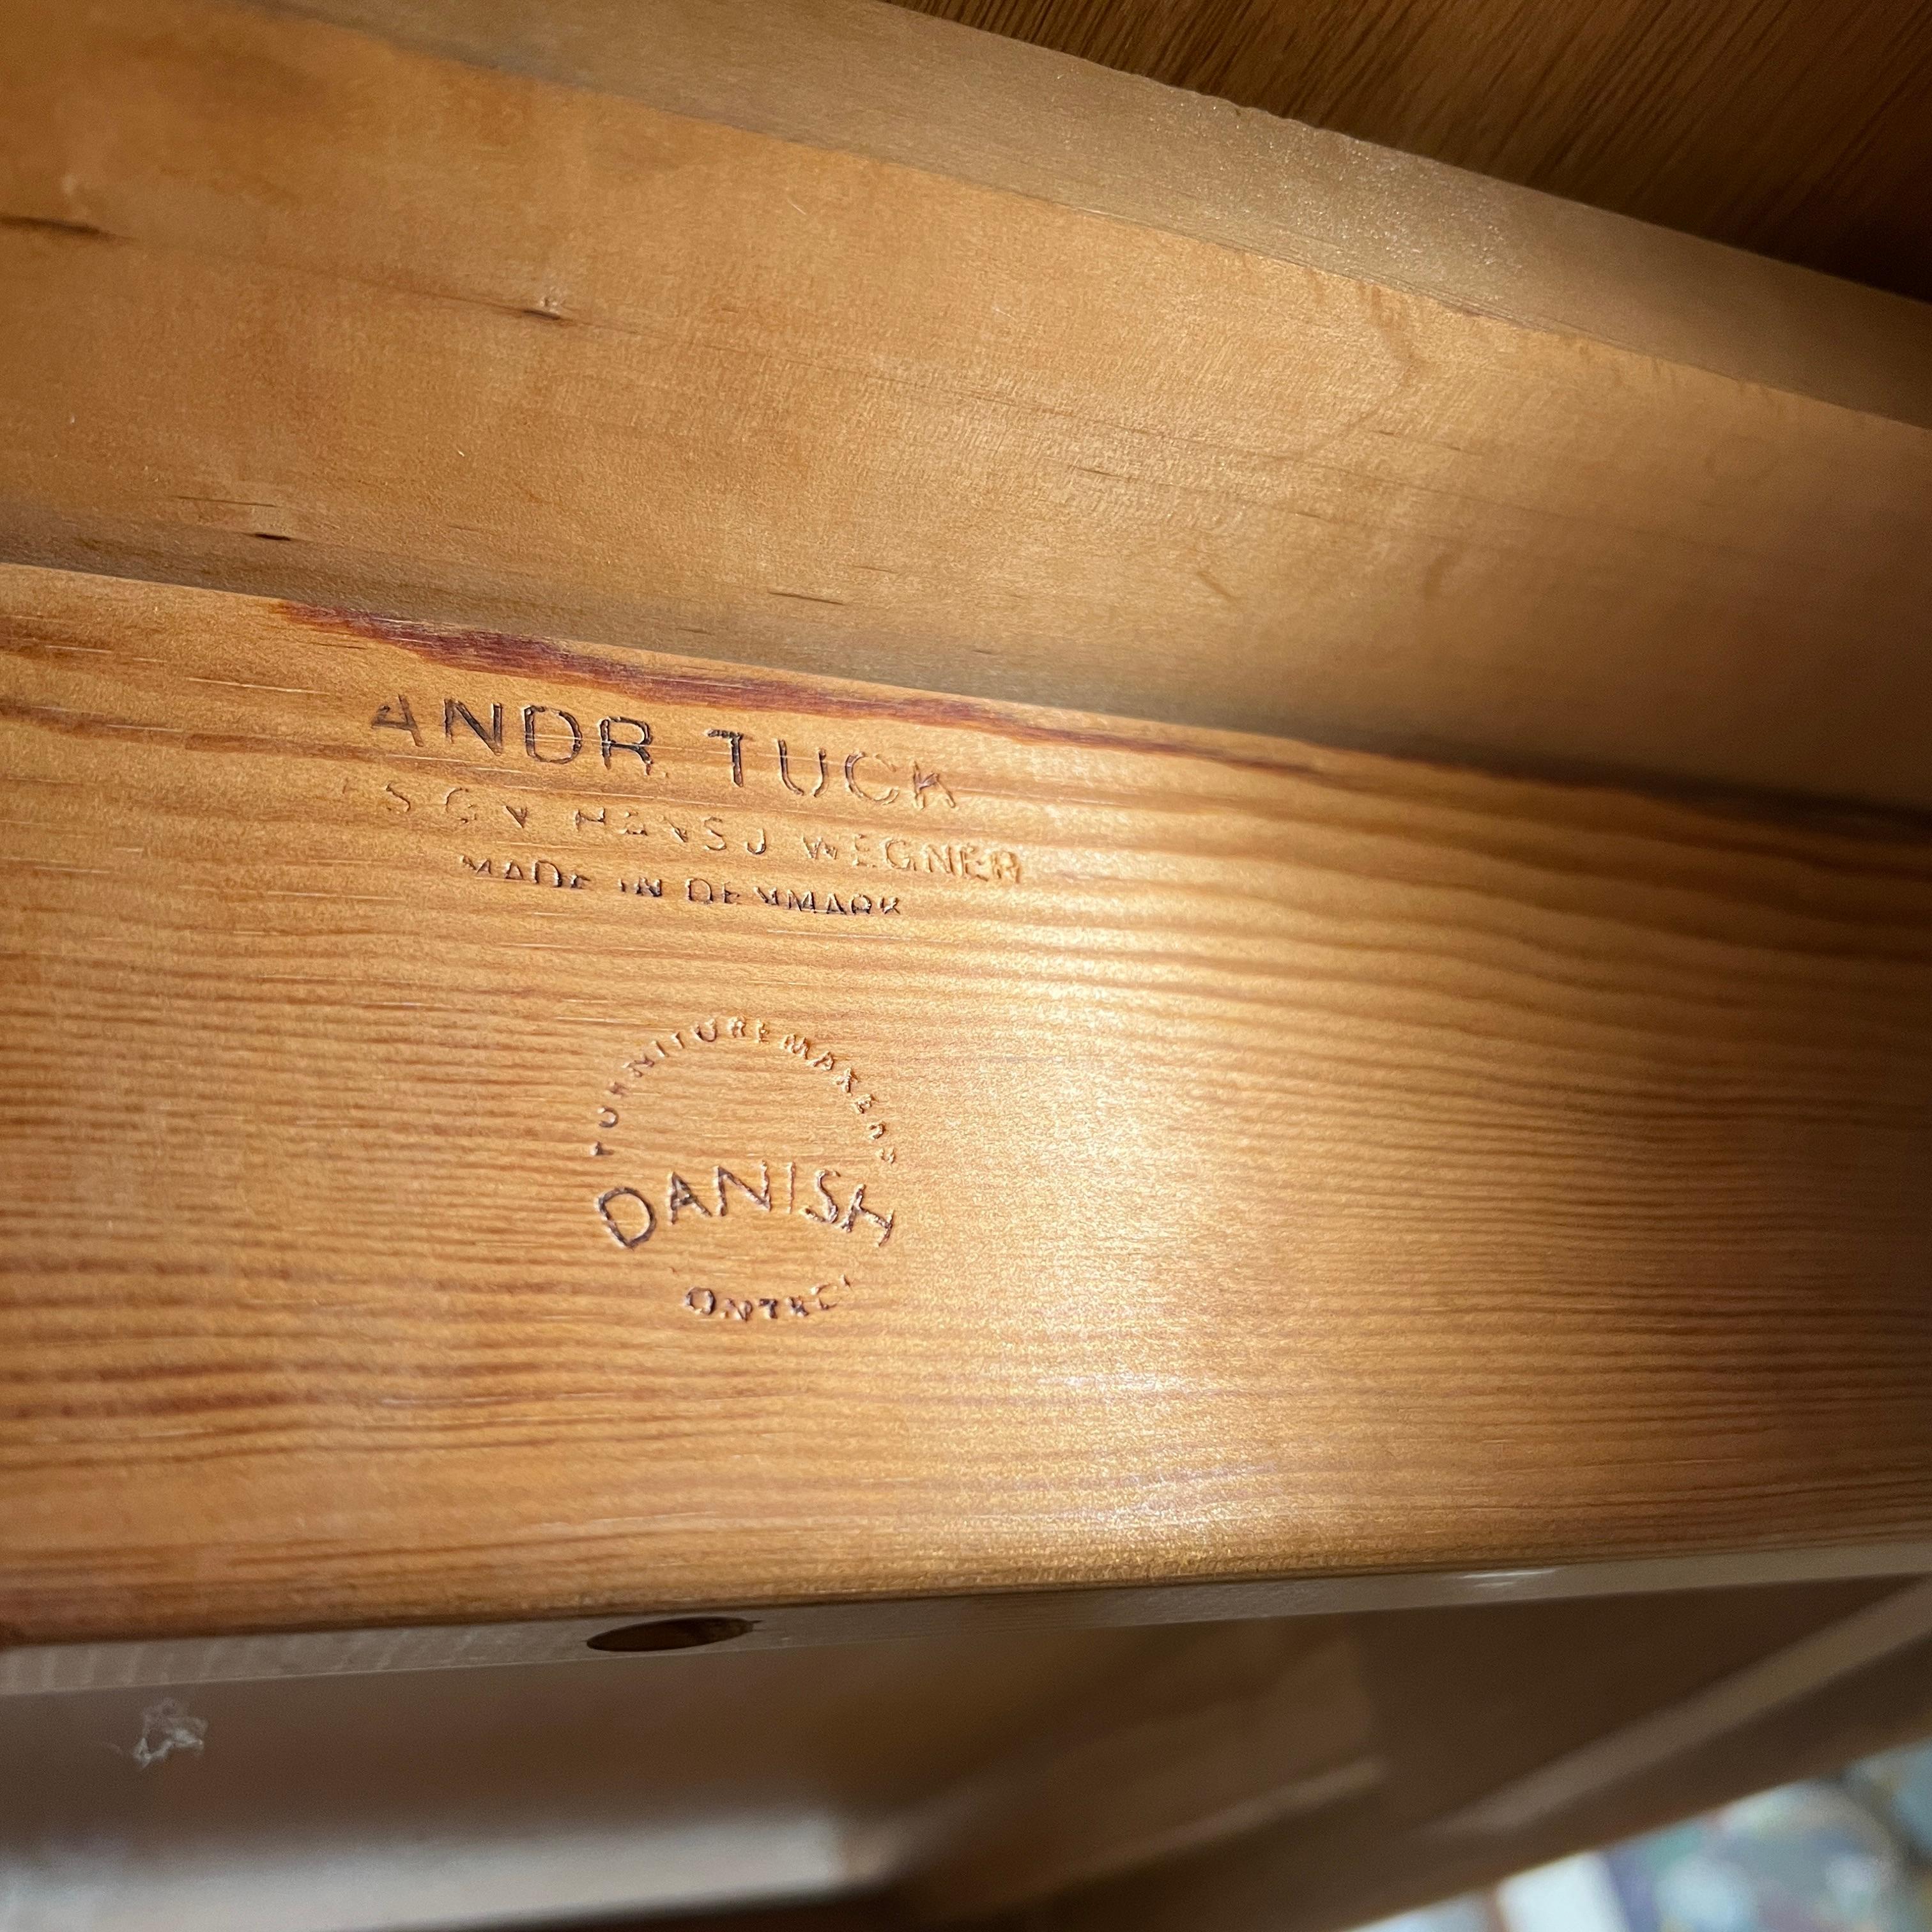 ANDR. TUCK
HANS J WEGNER
MADE IN DENMARK
FURNITUREMAKERS
DANISH